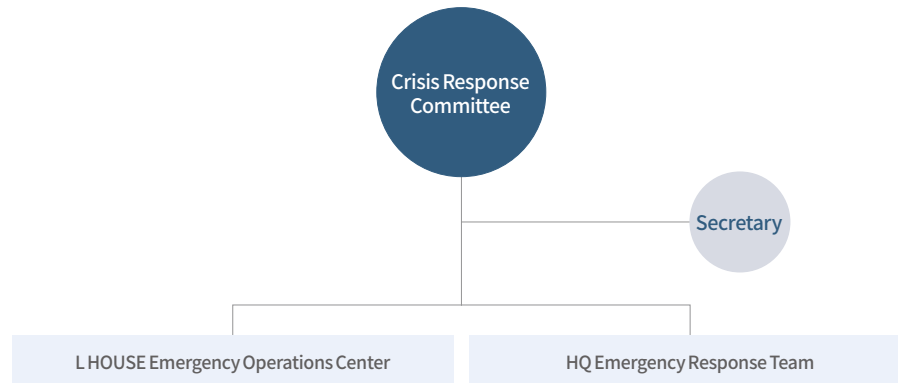 Crisis Response
Committee
Secretary
L HOUSE Emergency Operations Center
HQ Emergency Response Team